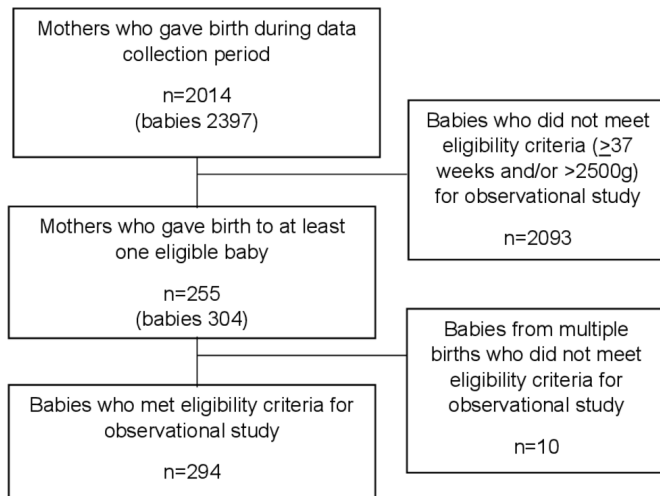 Mothers who gave birth during data
collection period
n=2014
(babies 2397)
Babies who did not meet
eligibility criteria (≥37
weeks and/or >2500g)
for observational study
n=2093
Mothers who gave birth to at least
one eligible baby
n=255
(babies 304)
Babies from multiple
births who did not meet
eligibility criteria for
observational study
n=10
Babies who met eligibility criteria for
observational study
n=294